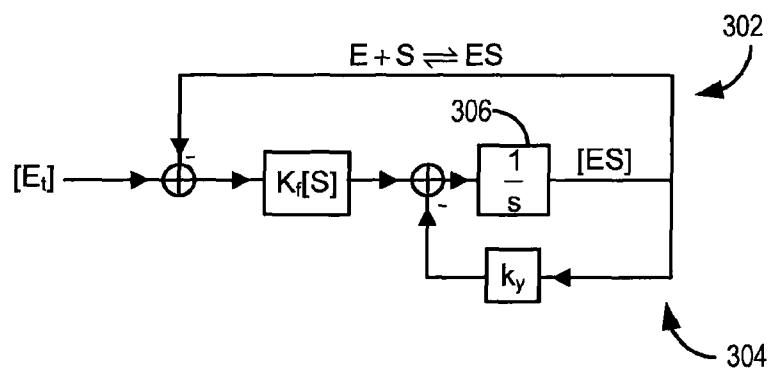 302
E + S ⇌ ES
306
[Eₜ]
-
K_f[S]
-
1/s
[ES]
k_y
304